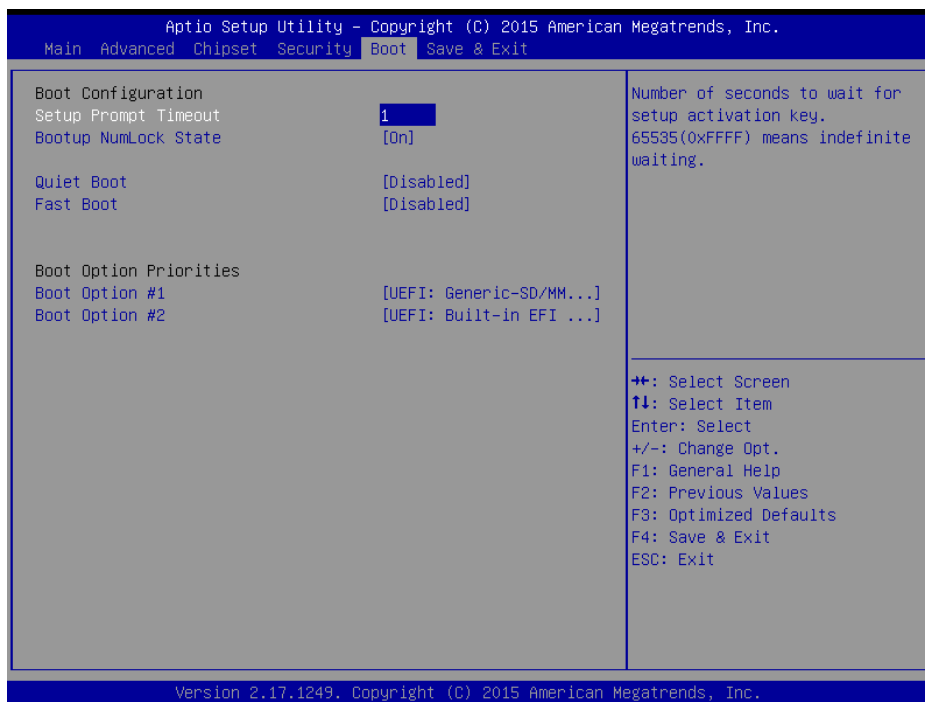 Aptio Setup Utility – Copyright (C) 2015 American Megatrends, Inc.
Main Advanced Chipset Security Boot Save & Exit
Boot Configuration
Setup Prompt Timeout 1
Bootup NumLock State [On]
Quiet Boot [Disabled]
Fast Boot [Disabled]
Boot Option Priorities
Boot Option #1 [UEFI: Generic-SD/MM...]
Boot Option #2 [UEFI: Built-in EFI ...]
Number of seconds to wait for
setup activation key.
65535(0xFFFF) means indefinite
waiting.
→←: Select Screen
↑↓: Select Item
Enter: Select
+/-: Change Opt.
F1: General Help
F2: Previous Values
F3: Optimized Defaults
F4: Save & Exit
ESC: Exit
Version 2.17.1249. Copyright (C) 2015 American Megatrends, Inc.